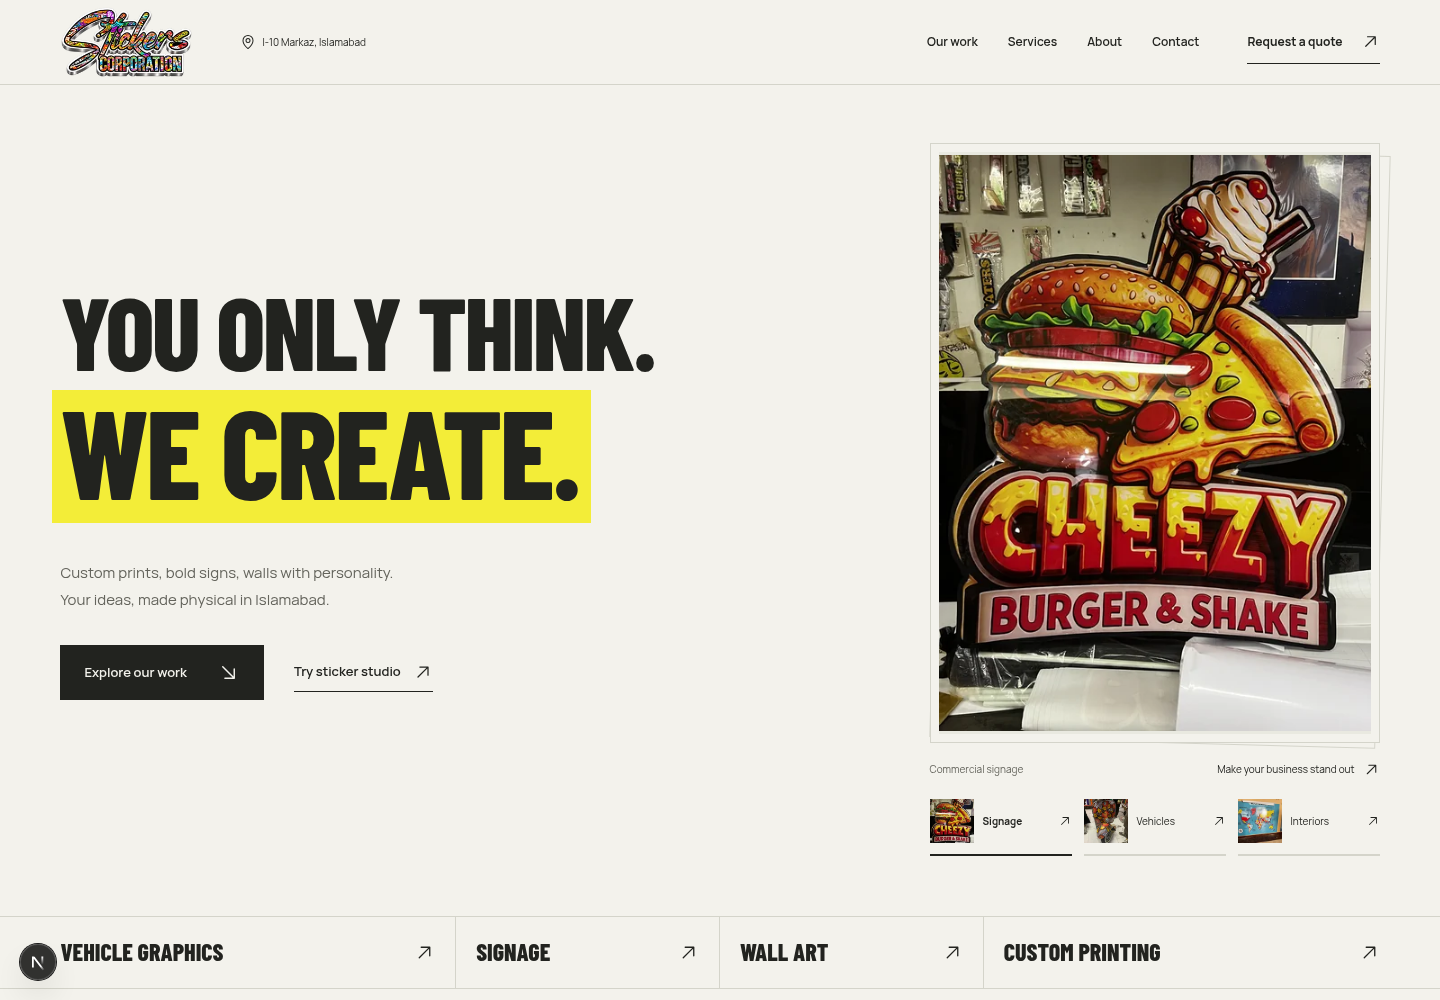 Stickers
CORPORATION
I-10 Markaz, Islamabad
Our work
Services
About
Contact
Request a quote
YOU ONLY THINK.
WE CREATE.
Custom prints, bold signs, walls with personality.
Your ideas, made physical in Islamabad.
Explore our work
Try sticker studio
CHEEZY
BURGER & SHAKE
Commercial signage
Make your business stand out
CHEEZY
Signage
Vehicles
Interiors
VEHICLE GRAPHICS
SIGNAGE
WALL ART
CUSTOM PRINTING
N